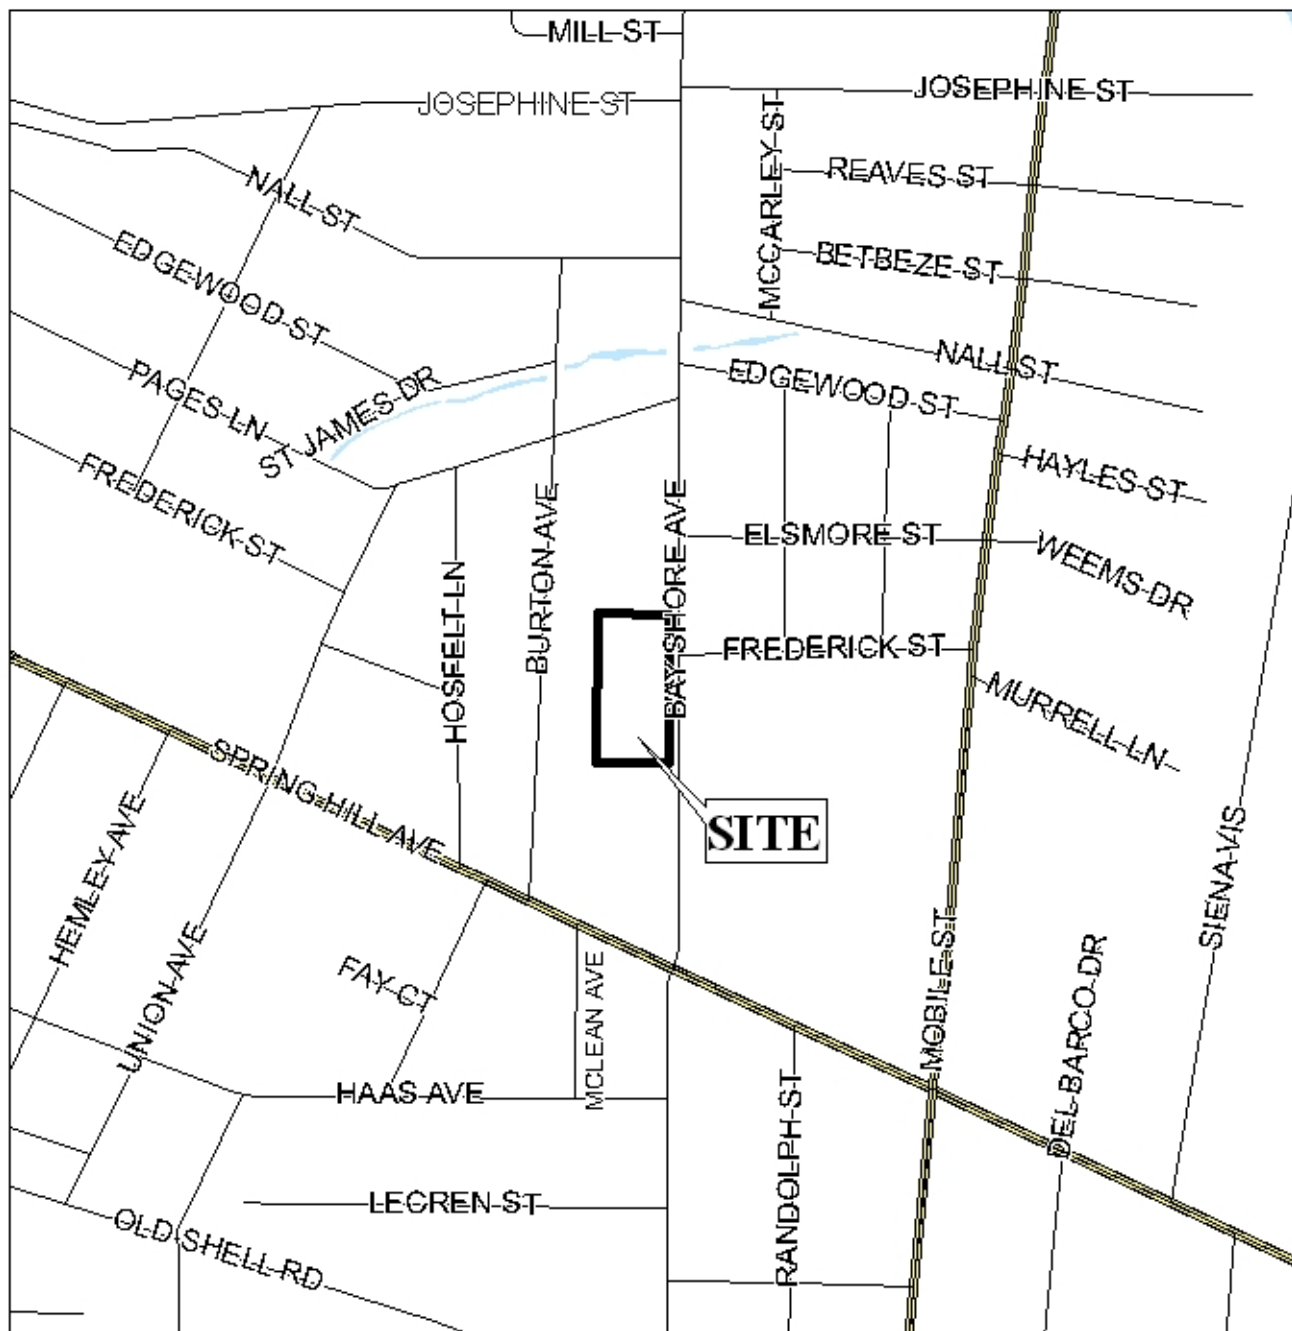 MILL ST
JOSEPHINE ST
JOSEPHINE ST
MCCARLEY ST
REAVES ST
NALL ST
BETBEZE ST
EDGEWOOD ST
NALL ST
PAGES LN
ST JAMES DR
EDGEWOOD ST
HAYLES ST
FREDERICK ST
BURTON AVE
BAY SHORE AVE
ELSMORE ST
WEEMS DR
HOSFELT LN
FREDERICK ST
MURRELL LN
SPRING HILL AVE
SITE
HEMLEY AVE
SIENA VIS
UNION AVE
FAY CT
MCLEAN AVE
MOBILE ST
DEL BARCO DR
HAAS AVE
RANDOLPH ST
LECREN ST
OLD SHELL RD